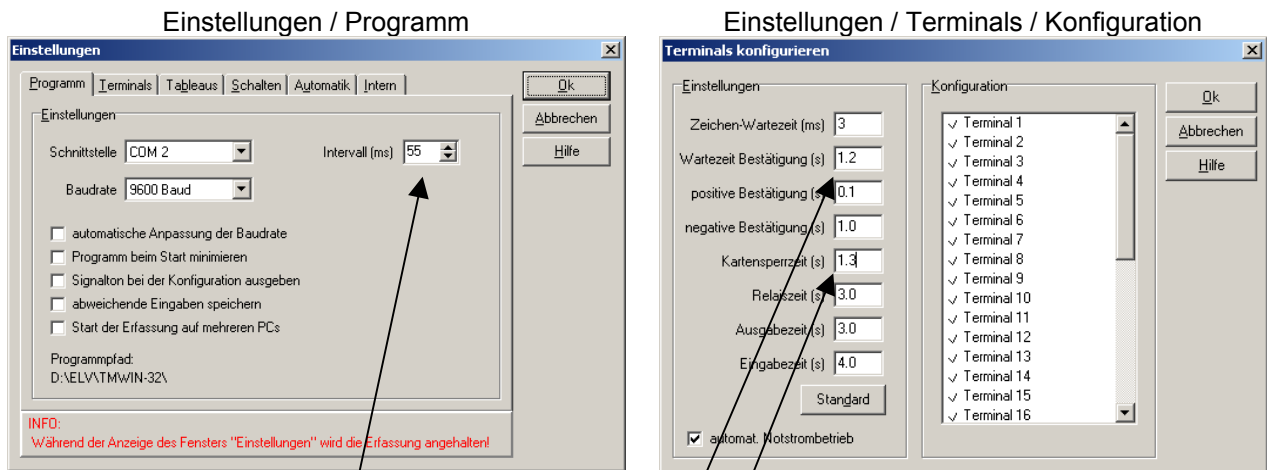 Einstellungen / Programm
Einstellungen
Programm Terminals Tableaus Schalten Automatik Intern
Einstellungen
Schnittstelle COM 2
Intervall (ms) 55
Baudrate 9600 Baud
automatische Anpassung der Baudrate
Programm beim Start minimieren
Signalton bei der Konfiguration ausgeben
abweichende Eingaben speichern
Start der Erfassung auf mehreren PCs
Programmpfad:
D:\ELV\TMWIN-32\
INFO:
Während der Anzeige des Fensters "Einstellungen" wird die Erfassung angehalten!
Ok
Abbrechen
Hilfe
Einstellungen / Terminals / Konfiguration
Terminals konfigurieren
Einstellungen
Zeichen-Wartezeit (ms) 3
Wartezeit Bestätigung (s) 1.2
positive Bestätigung (s) 0.1
negative Bestätigung (s) 1.0
Kartensperrzeit (s) 1.3
Relaiszeit (s) 3.0
Ausgabezeit (s) 3.0
Eingabezeit (s) 4.0
Standard
automat. Notstrombetrieb
Konfiguration
Terminal 1
Terminal 2
Terminal 3
Terminal 4
Terminal 5
Terminal 6
Terminal 7
Terminal 8
Terminal 9
Terminal 10
Terminal 11
Terminal 12
Terminal 13
Terminal 14
Terminal 15
Terminal 16
Ok
Abbrechen
Hilfe